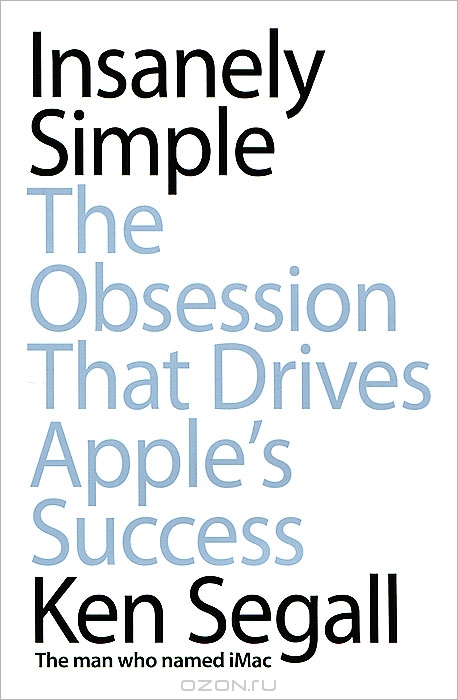 Insanely
Simple
The
Obsession
That Drives
Apple's
Success
Ken Segall
The man who named iMac
OZON.RU